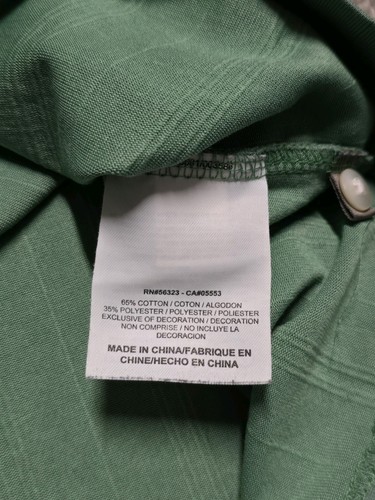 RN#56323 - CA#05553
65% COTTON / COTON / ALGODON
35% POLYESTER / POLYESTER / POLIESTER
EXCLUSIVE OF DECORATION / DECORATION
NON COMPRISE / NO INCLUYE LA
DECORACION
MADE IN CHINA/FABRIQUE EN
CHINE/HECHO EN CHINA